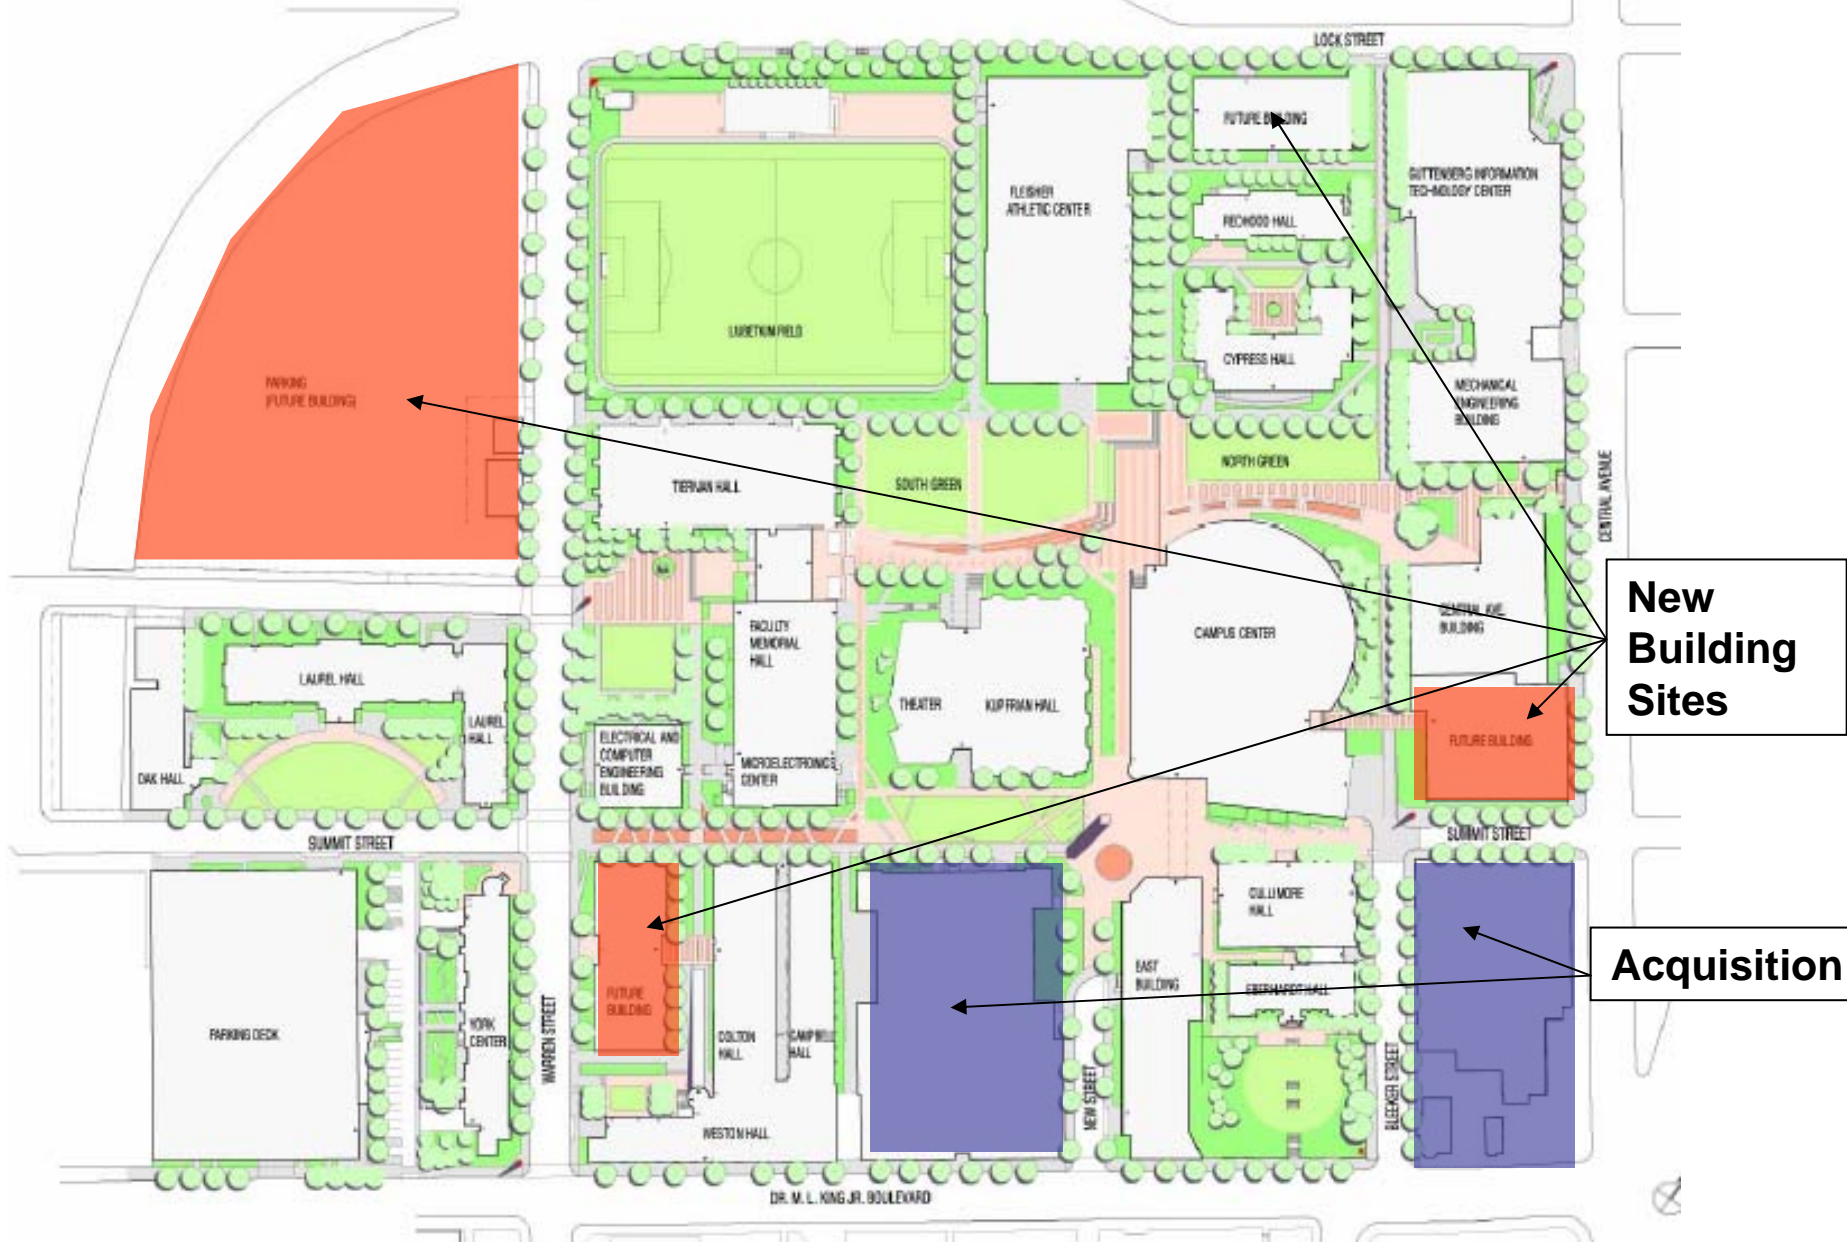 LOCK STREET
FUTURE BUILDING
GUTTENBERG INFORMATION
TECHNOLOGY CENTER
FLEISHER
ATHLETIC CENTER
REDWOOD HALL
LUBETKIN FIELD
CYPRESS HALL
PARKING
(FUTURE BUILDING)
MECHANICAL
ENGINEERING
BUILDING
NORTH GREEN
TIERNAN HALL
SOUTH GREEN
CENTRAL AVENUE
New
Building
Sites
CENTRAL AVE.
BUILDING
FACULTY
MEMORIAL
HALL
CAMPUS CENTER
LAUREL HALL
THEATER
KUPFRIAN HALL
LAUREL
HALL
ELECTRICAL AND
COMPUTER
ENGINEERING
BUILDING
FUTURE BUILDING
OAK HALL
MICROELECTRONICS
CENTER
SUMMIT STREET
SUMMIT STREET
CULLIMORE
HALL
Acquisition
EAST
BUILDING
EBERHARDT HALL
FUTURE
BUILDING
PARKING DECK
YORK
CENTER
WARREN STREET
COLTON
HALL
CAMPBELL
HALL
NEW STREET
BLEEKER STREET
WESTON HALL
DR. M. L. KING JR. BOULEVARD